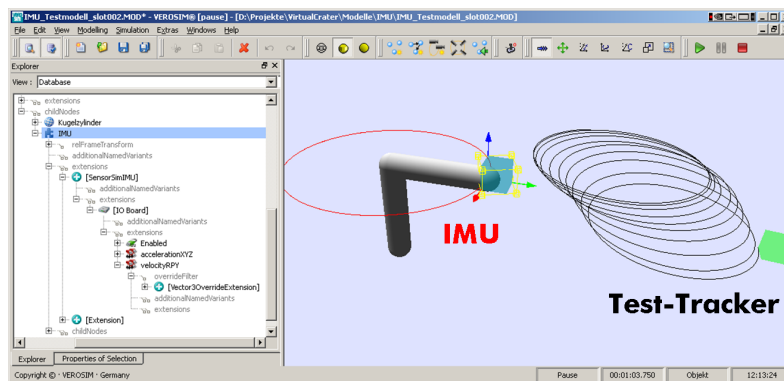 IMU_Testmodell_slot002.MOD* - VEROSIM® [pause] - [D:\Projekte\VirtualCrater\Modelle\IMU\IMU_Testmodell_slot002.MOD]
File Edit View Modelling Simulation Extras Windows Help
Explorer
View : Database
extensions
childNodes
Kugelzylinder
IMU
relFrameTransform
additionalNamedVariants
extensions
[SensorSimIMU]
additionalNamedVariants
extensions
[IO Board]
additionalNamedVariants
extensions
Enabled
accelerationXYZ
velocityRPY
overrideFilter
[Vector3OverrideExtension]
additionalNamedVariants
extensions
[Extension]
childNodes
IMU
Test-Tracker
Explorer Properties of Selection
Copyright © · VEROSIM · Germany Pause 00:01:03.750 Objekt 12:13:24